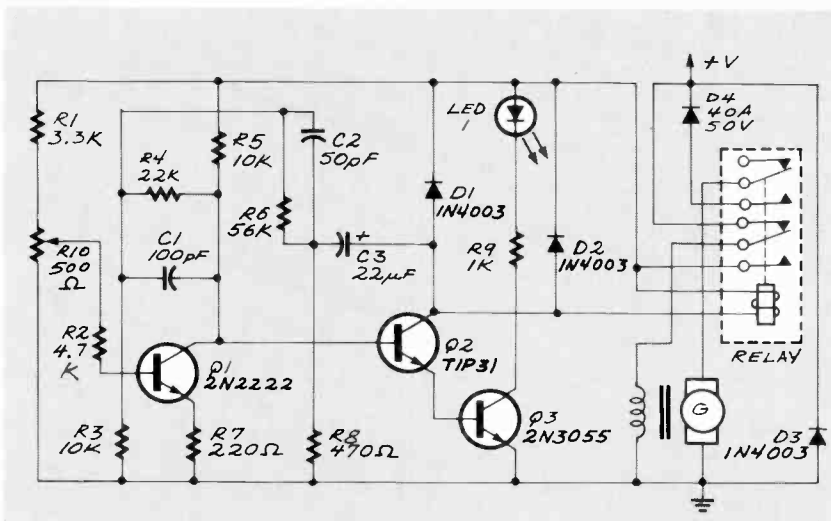 R1
3.3K
R4
22K
R5
10K
C2
50pF
LED
1
+V
D4
40A
50V
C1
100pF
R6
56K
D1
1N4003
R10
500
Ω
C3
22µF
R9
1K
D2
1N4003
R2
4.7
K
Q1
2N2222
Q2
TIP31
RELAY
R3
10K
R7
220Ω
R8
470Ω
Q3
2N3055
G
D3
1N4003